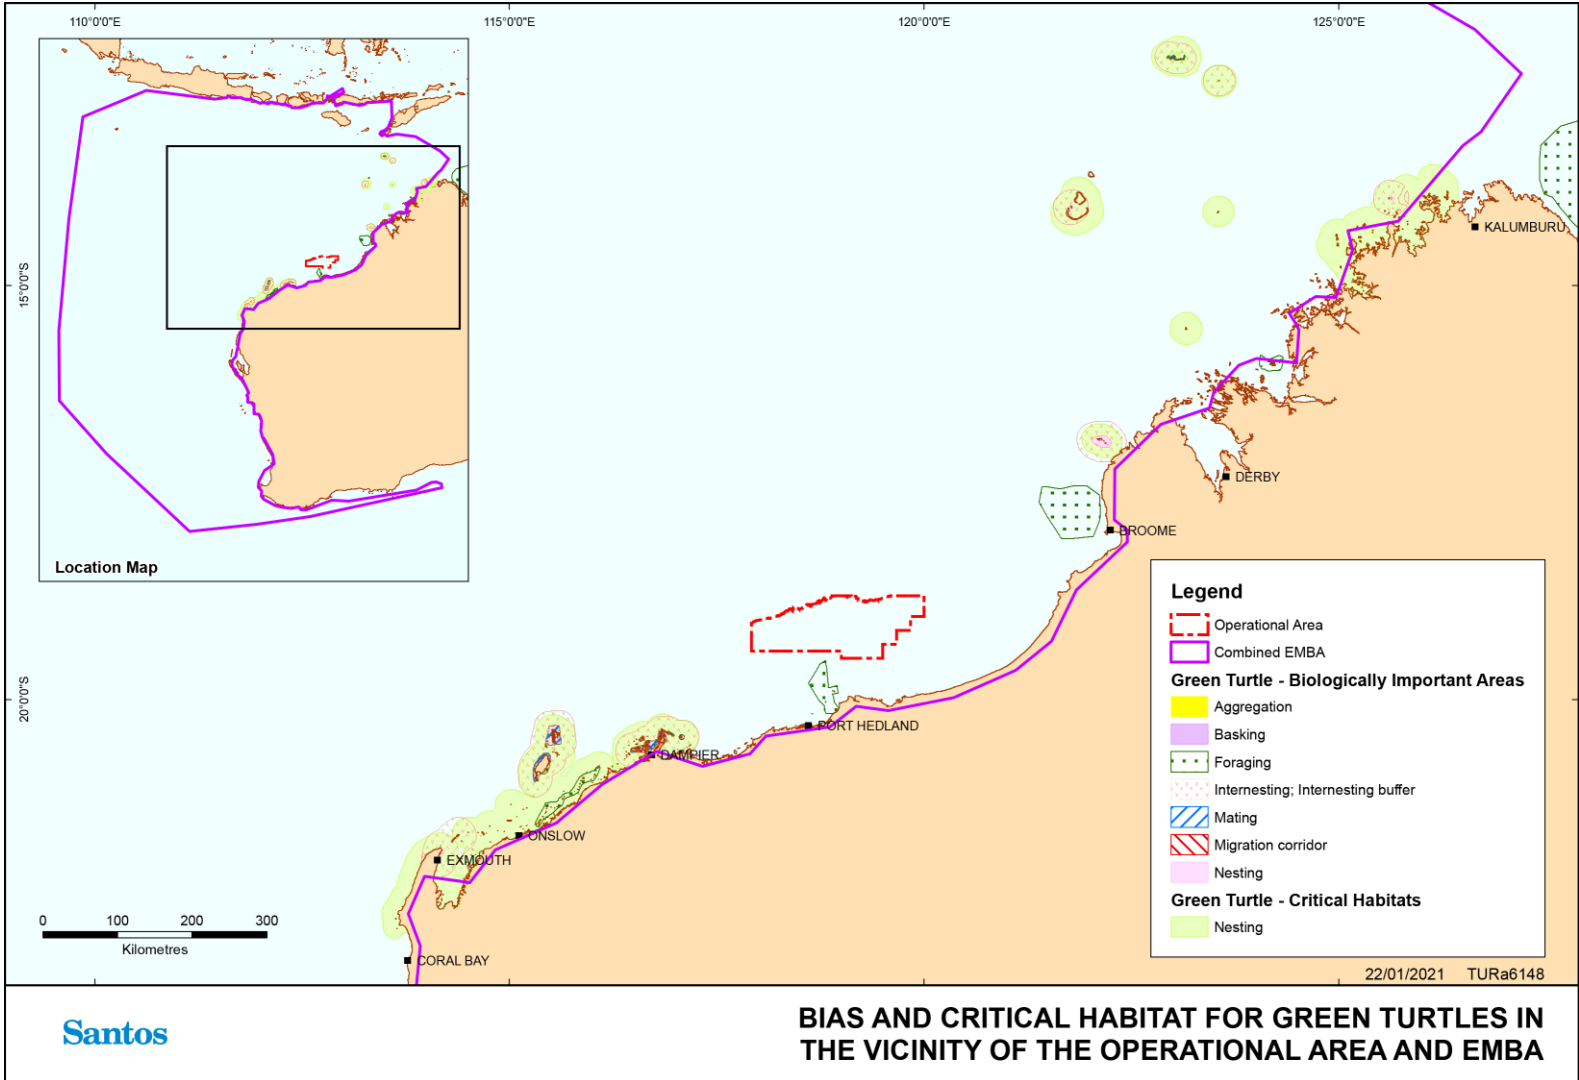 110°0'0"E
115°0'0"E
120°0'0"E
125°0'0"E
15°0'0"S
20°0'0"S
Location Map
KALUMBURU
DERBY
BROOME
PORT HEDLAND
DAMPIER
ONSLOW
EXMOUTH
CORAL BAY
0 100 200 300
Kilometres
Legend
Operational Area
Combined EMBA
Green Turtle - Biologically Important Areas
Aggregation
Basking
Foraging
Internesting; Internesting buffer
Mating
Migration corridor
Nesting
Green Turtle - Critical Habitats
Nesting
22/01/2021 TURa6148
Santos
BIAS AND CRITICAL HABITAT FOR GREEN TURTLES IN
THE VICINITY OF THE OPERATIONAL AREA AND EMBA